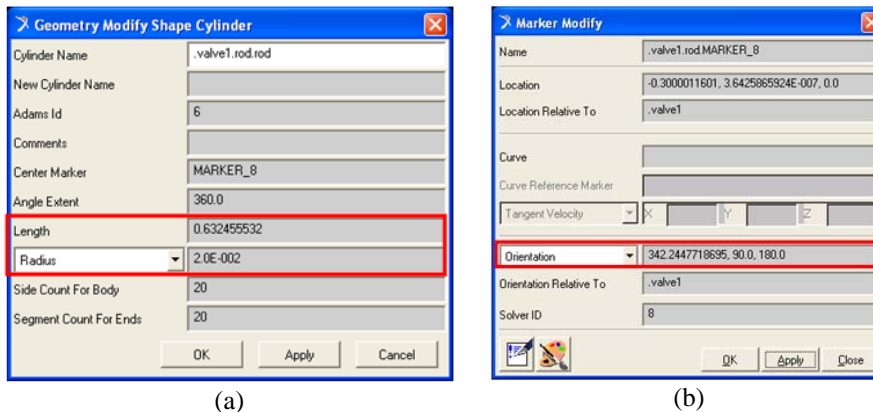 Geometry Modify Shape Cylinder
Cylinder Name .valve1.rod.rod
New Cylinder Name
Adams Id 6
Comments
Center Marker MARKER_8
Angle Extent 360.0
Length 0.632455532
Radius 2.0E-002
Side Count For Body 20
Segment Count For Ends 20
OK Apply Cancel
(a)
Marker Modify
Name .valve1.rod.MARKER_8
Location -0.3000011601, 3.6425865924E-007, 0.0
Location Relative To .valve1
Curve
Curve Reference Marker
Tangent Velocity X Y Z
Orientation 342.2447718695, 90.0, 180.0
Orientation Relative To .valve1
Solver ID 8
OK Apply Close
(b)